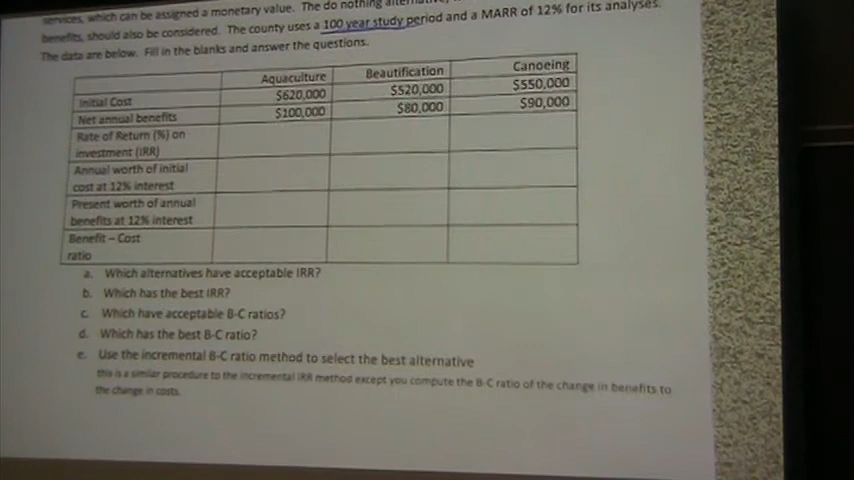 services, which can be assigned a monetary value. The do nothing
benefits, should also be considered. The county uses a 100 year study period and a MARR of 12% for its analyses.
The data are below. Fill in the blanks and answer the questions.
Aquaculture Beautification Canoeing
Initial Cost $620,000 $520,000 $550,000
Net annual benefits $100,000 $80,000 $90,000
Rate of Return (%) on
investment (IRR)
Annual worth of initial
cost at 12% interest
Present worth of annual
benefits at 12% interest
Benefit – Cost
ratio
a. Which alternatives have acceptable IRR?
b. Which has the best IRR?
c. Which have acceptable B-C ratios?
d. Which has the best B-C ratio?
e. Use the incremental B-C ratio method to select the best alternative
this is a similar procedure to the incremental IRR method except you compute the B-C ratio of the change in benefits to
the change in costs.